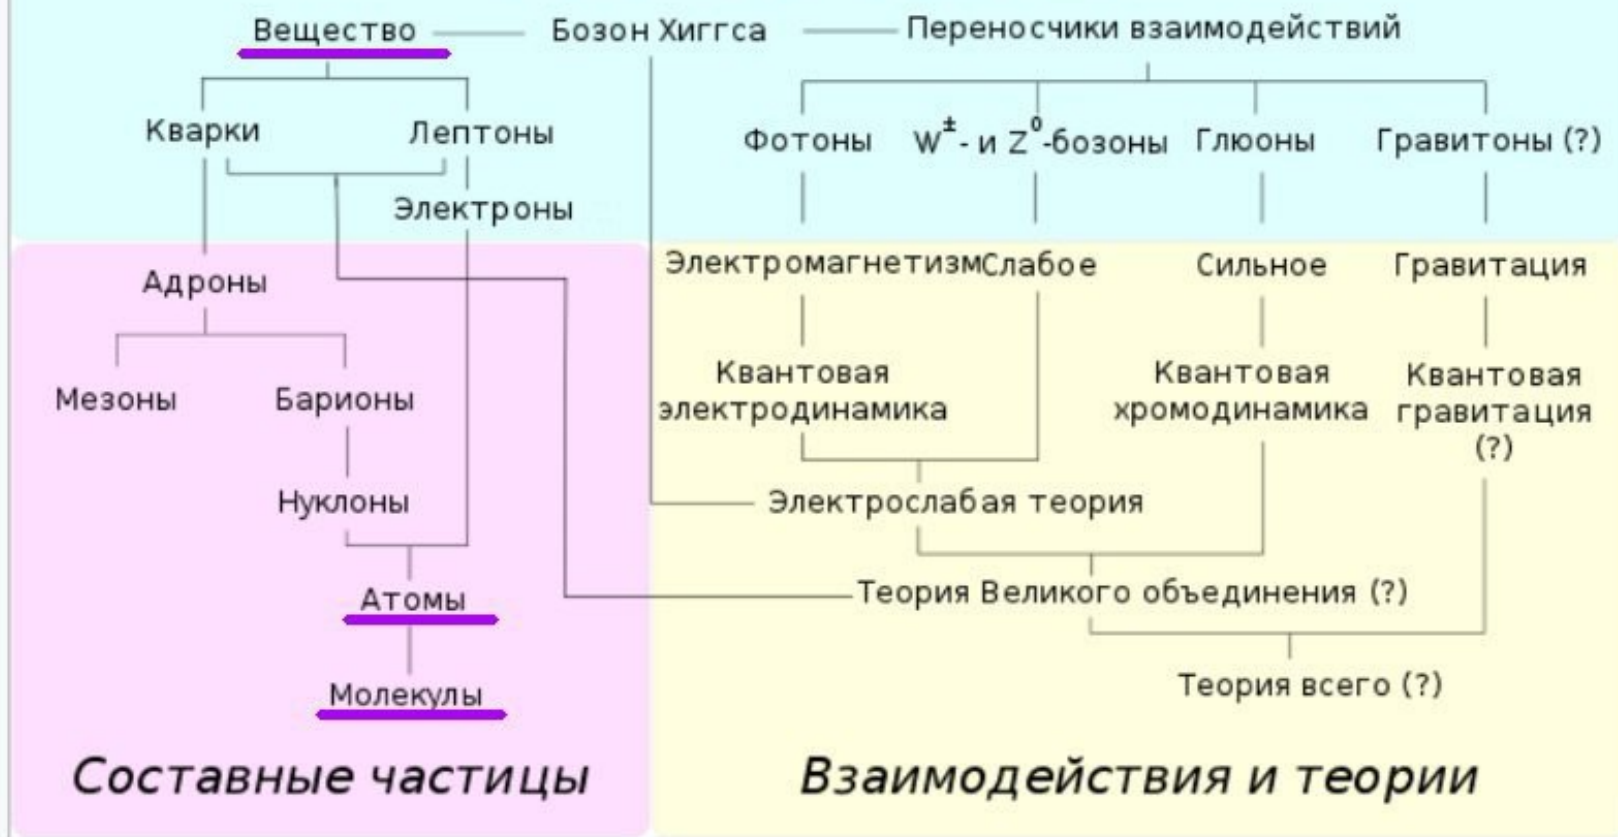 Вещество Бозон Хиггса Переносчики взаимодействий
Кварки Лептоны Фотоны W± - и Z0 -бозоны Глюоны Гравитоны (?)
Электроны
Адроны Электромагнетизм Слабое Сильное Гравитация
Мезоны Барионы Квантовая Квантовая Квантовая
электродинамика хромодинамика гравитация
(?)
Нуклоны Электрослабая теория
Атомы Теория Великого объединения (?)
Молекулы Теория всего (?)
Составные частицы Взаимодействия и теории